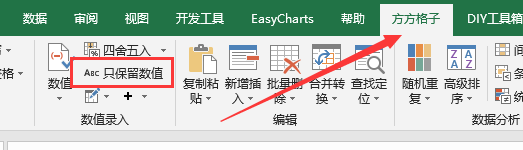 数据 审阅 视图 开发工具 EasyCharts 帮助 方方格子 DIY工具箱
四舍五入
ABC 只保留数值
数值
数值录入
复制粘贴
新增插入
批量删除
合并转换
查找定位
编辑
随机重复
高级排序
数据分析